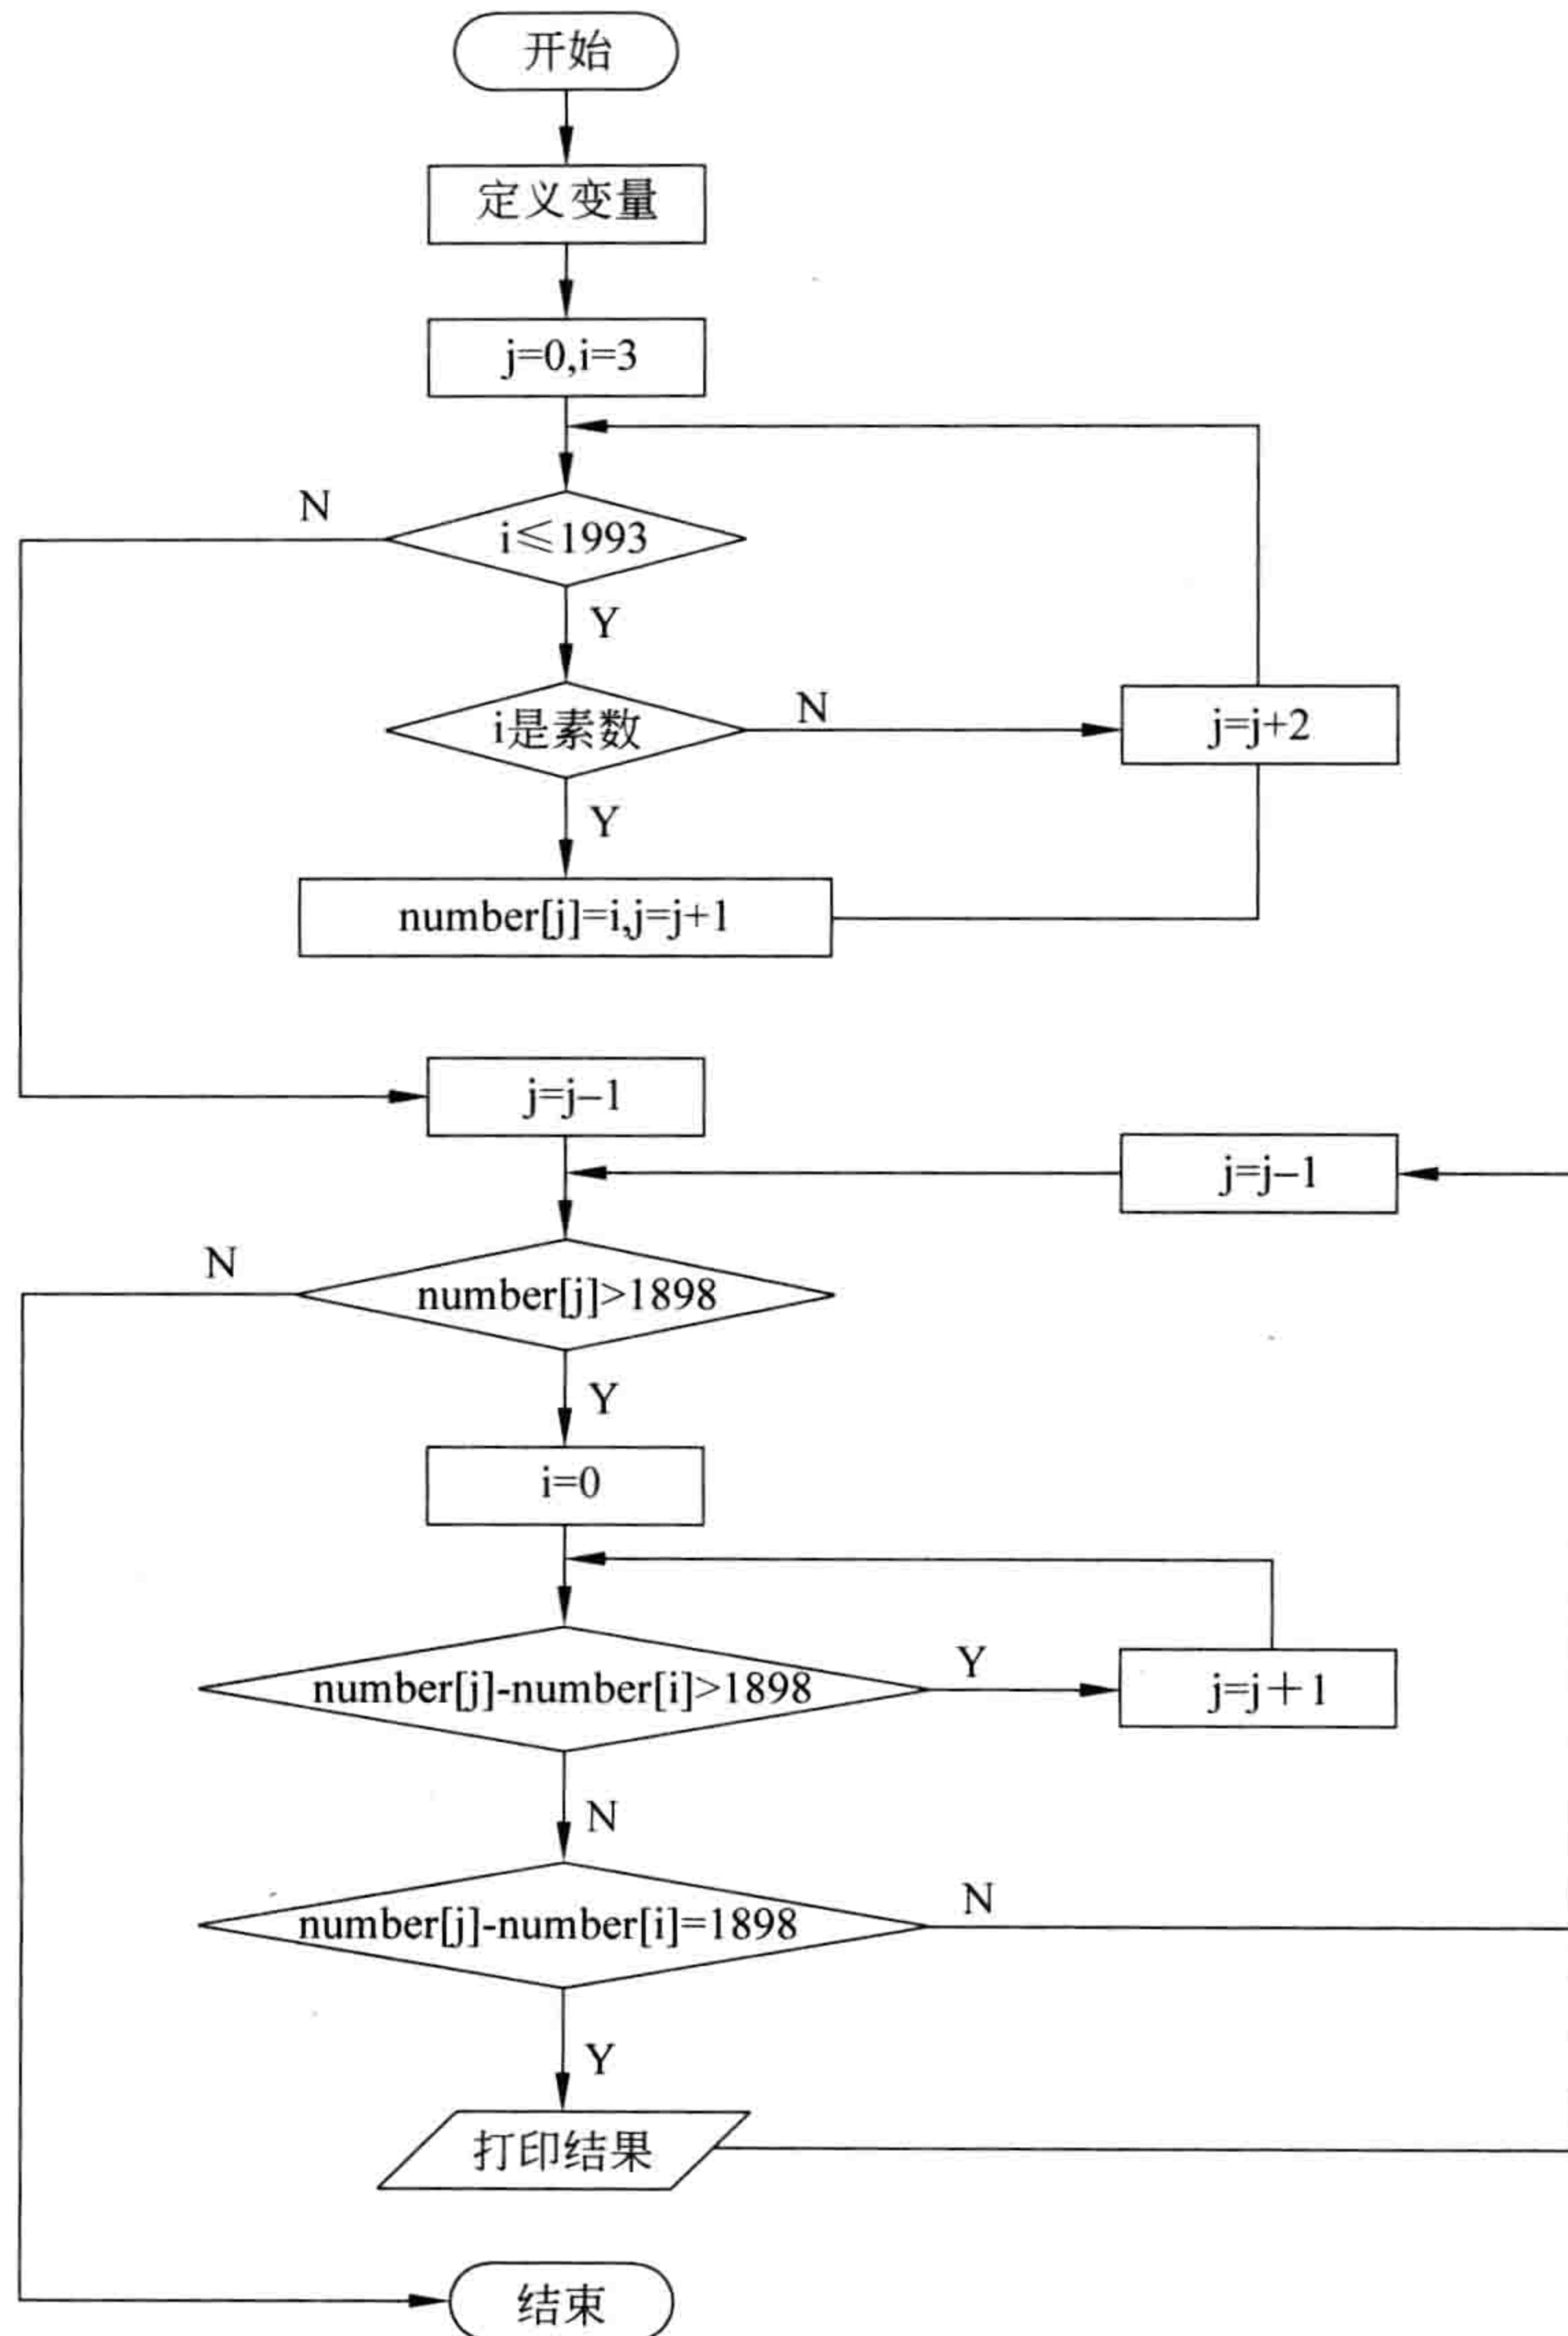 开始
定义变量
j=0,i=3
N
i≤1993
Y
i是素数
N
j=j+2
Y
number[j]=i,j=j+1
j=j–1
j=j–1
N
number[j]>1898
Y
i=0
number[j]-number[i]>1898
Y
j=j+1
N
number[j]-number[i]=1898
N
Y
打印结果
结束